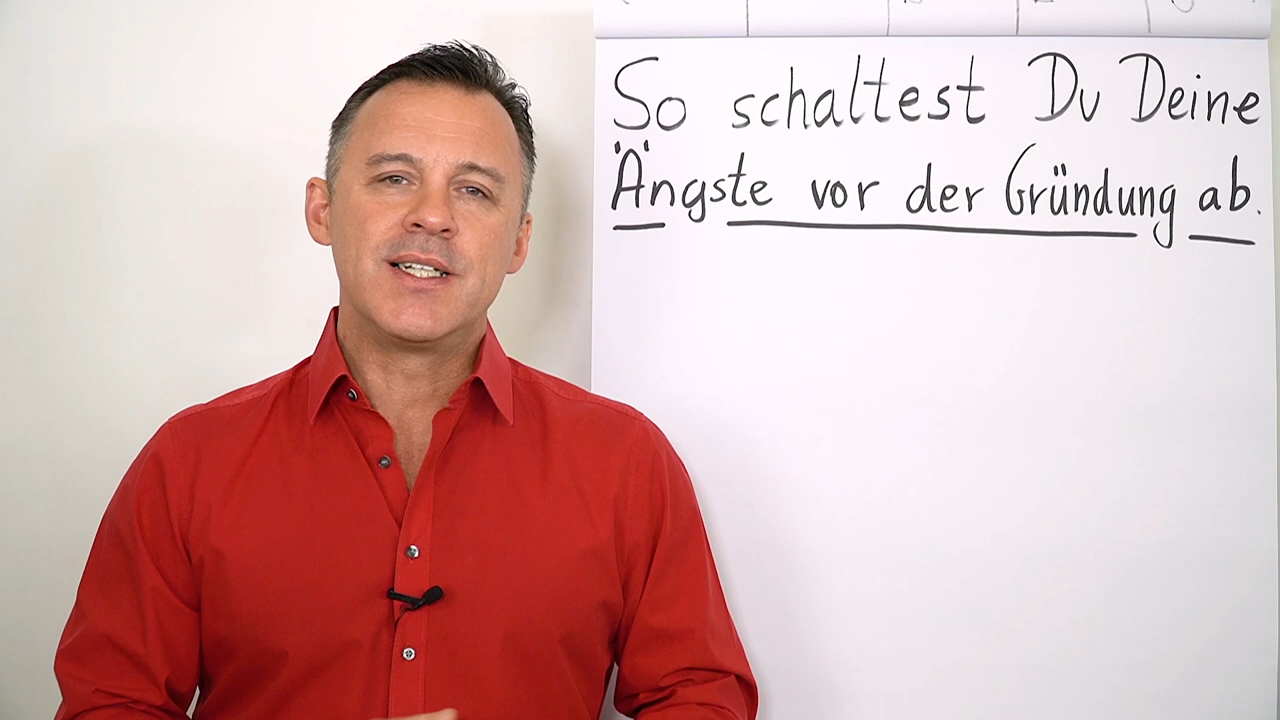 So schaltest Du Deine
Ängste vor der Gründung ab.